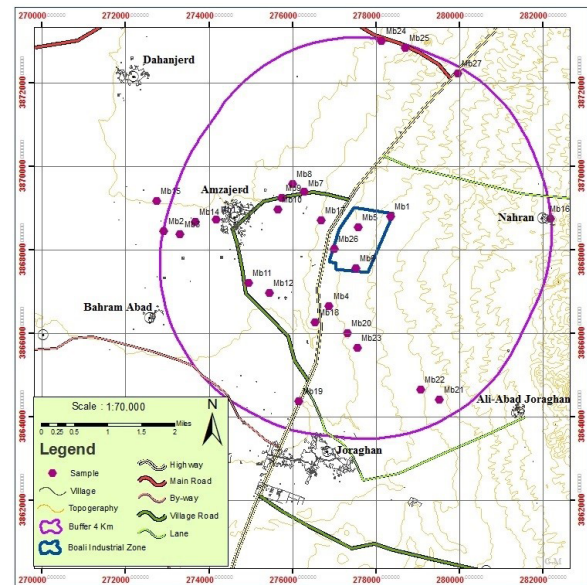 270000 272000 274000 276000 278000 280000 282000
Mb24
Mb25
Dahanjerd
Mb27
3872000 3872000
3870000 3870000
Mb8
Mb7
Mb15
Amzajerd
Mb10
Mb14
Mb17
Mb1
Mb16
Nahran
Mb2
Mb5
Mb26
3868000 3868000
Mb11
Mb12
Mb4
Bahram Abad
Mb18
Mb20
3866000 3866000
Mb23
Mb22
Mb21
Mb19
Ali-Abad Joraghan
3864000 3864000
Joraghan
3862000 3862000
Scale : 1:70,000
N
Miles
0 0.25 0.5 1 1.5 2
Legend
Sample
Village
Topogeraphy
Buffer 4 Km
Boali Industrial Zone
Highway
Main Road
By-way
Village Road
Lane
270000 272000 274000 276000 278000 280000 282000